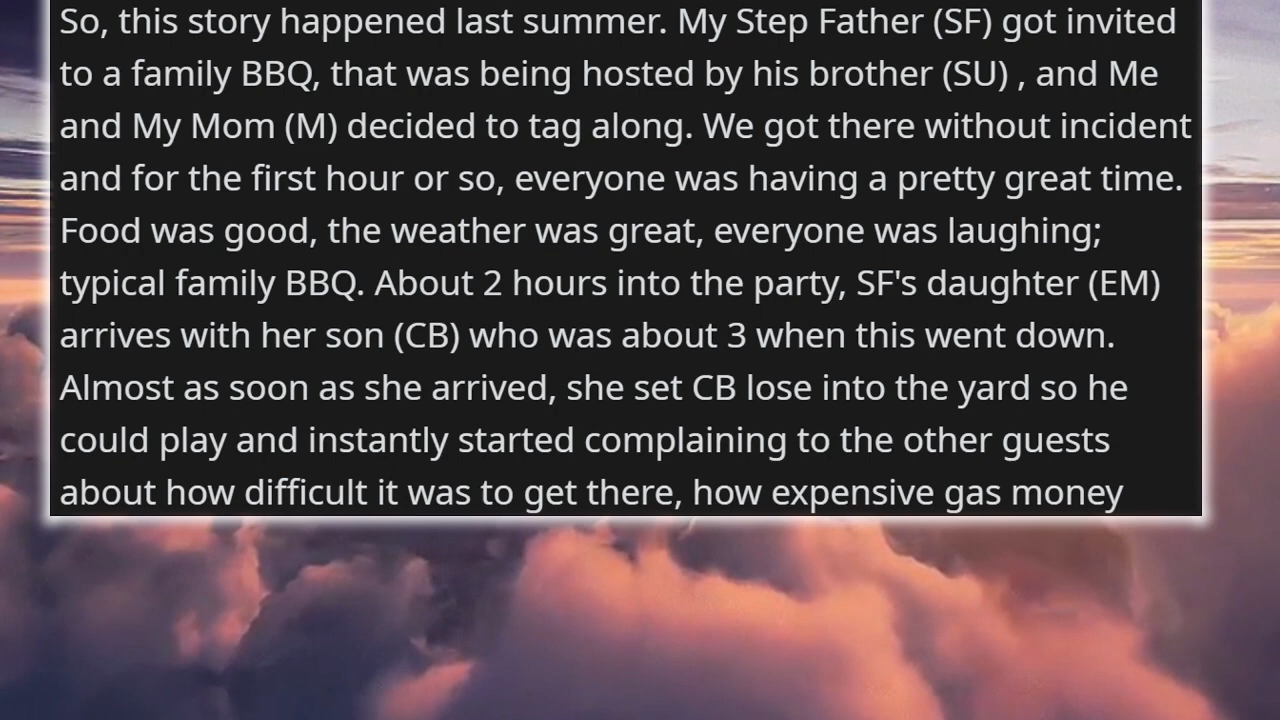 So, this story happened last summer. My Step Father (SF) got invited
to a family BBQ, that was being hosted by his brother (SU) , and Me
and My Mom (M) decided to tag along. We got there without incident
and for the first hour or so, everyone was having a pretty great time.
Food was good, the weather was great, everyone was laughing;
typical family BBQ. About 2 hours into the party, SF's daughter (EM)
arrives with her son (CB) who was about 3 when this went down.
Almost as soon as she arrived, she set CB lose into the yard so he
could play and instantly started complaining to the other guests
about how difficult it was to get there, how expensive gas money